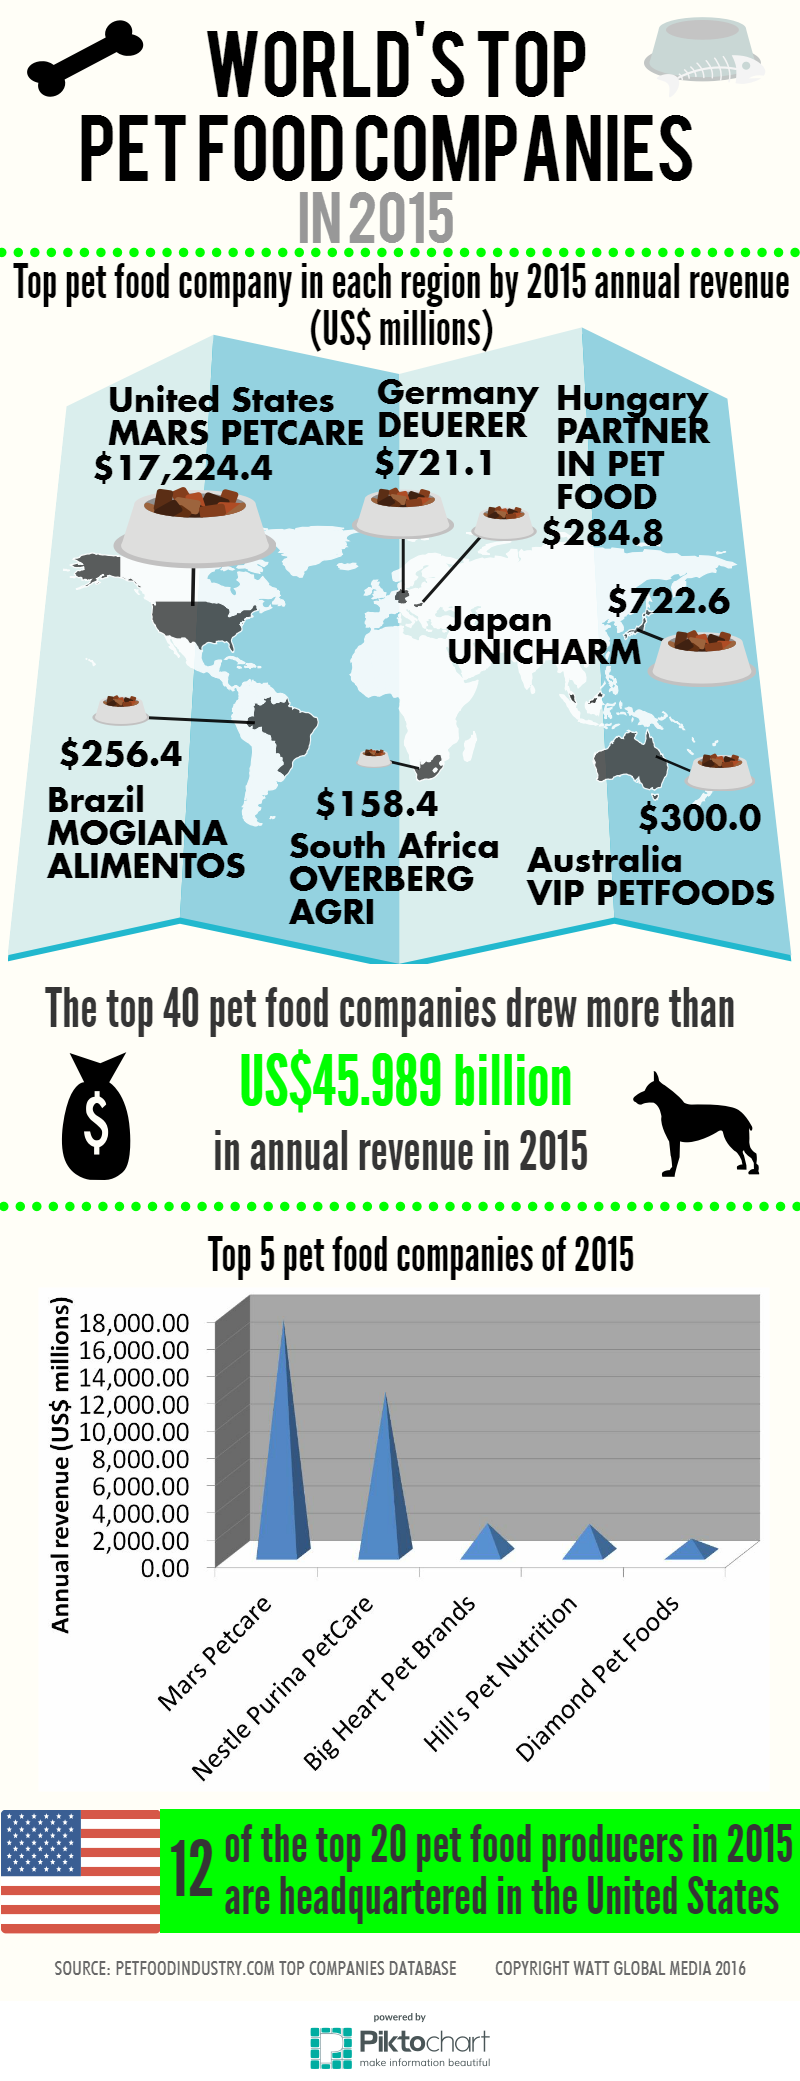 WORLD'S TOP
PET FOOD COMPANIES
IN 2015
Top pet food company in each region by 2015 annual revenue
(US$ millions)
United States
MARS PETCARE
$17,224.4
Germany
DEUERER
$721.1
Hungary
PARTNER
IN PET
FOOD
$284.8
$722.6
Japan
UNICHARM
$256.4
Brazil
MOGIANA
ALIMENTOS
$158.4
South Africa
OVERBERG
AGRI
$300.0
Australia
VIP PETFOODS
The top 40 pet food companies drew more than
$
US$45.989 billion
in annual revenue in 2015
Top 5 pet food companies of 2015
Annual revenue (US$ millions)
18,000.00
16,000.00
14,000.00
12,000.00
10,000.00
8,000.00
6,000.00
4,000.00
2,000.00
0.00
Mars Petcare
Nestle Purina PetCare
Big Heart Pet Brands
Hill's Pet Nutrition
Diamond Pet Foods
12 of the top 20 pet food producers in 2015
are headquartered in the United States
SOURCE: PETFOODINDUSTRY.COM TOP COMPANIES DATABASE COPYRIGHT WATT GLOBAL MEDIA 2016
powered by
Piktochart
make information beautiful